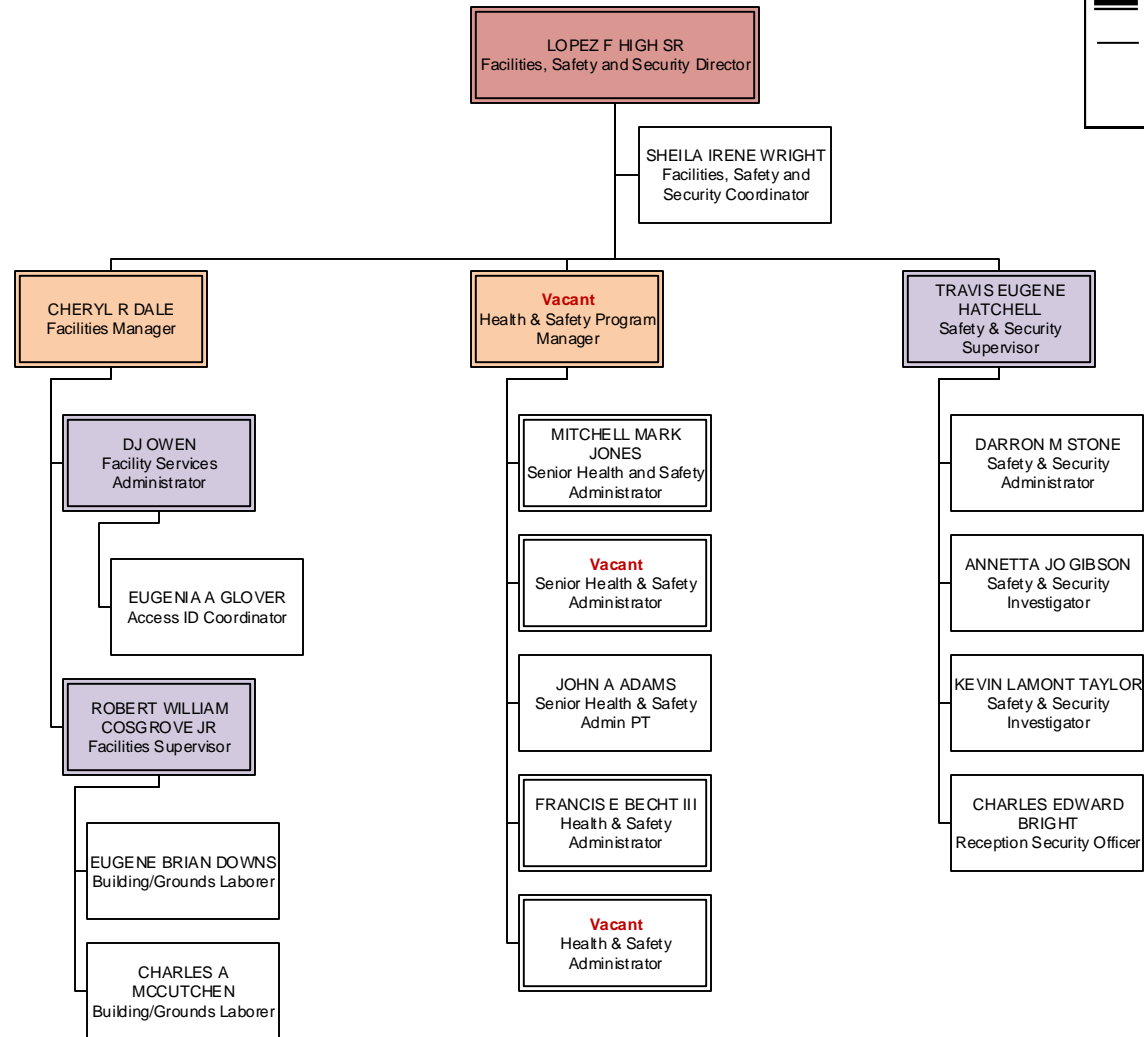 LOPEZ F HIGH SR
Facilities, Safety and Security Director
SHEILA IRENE WRIGHT
Facilities, Safety and
Security Coordinator
CHERYL R DALE
Facilities Manager
DJ OWEN
Facility Services
Administrator
EUGENIA A GLOVER
Access ID Coordinator
ROBERT WILLIAM
COSGROVE JR
Facilities Supervisor
EUGENE BRIAN DOWNS
Building/Grounds Laborer
CHARLES A
MCCUTCHEN
Building/Grounds Laborer
Vacant
Health & Safety Program
Manager
MITCHELL MARK
JONES
Senior Health and Safety
Administrator
Vacant
Senior Health & Safety
Administrator
JOHN A ADAMS
Senior Health & Safety
Admin PT
FRANCIS E BECHT III
Health & Safety
Administrator
Vacant
Health & Safety
Administrator
TRAVIS EUGENE
HATCHELL
Safety & Security
Supervisor
DARRON M STONE
Safety & Security
Administrator
ANNETTA JO GIBSON
Safety & Security
Investigator
KEVIN LAMONT TAYLOR
Safety & Security
Investigator
CHARLES EDWARD
BRIGHT
Reception Security Officer